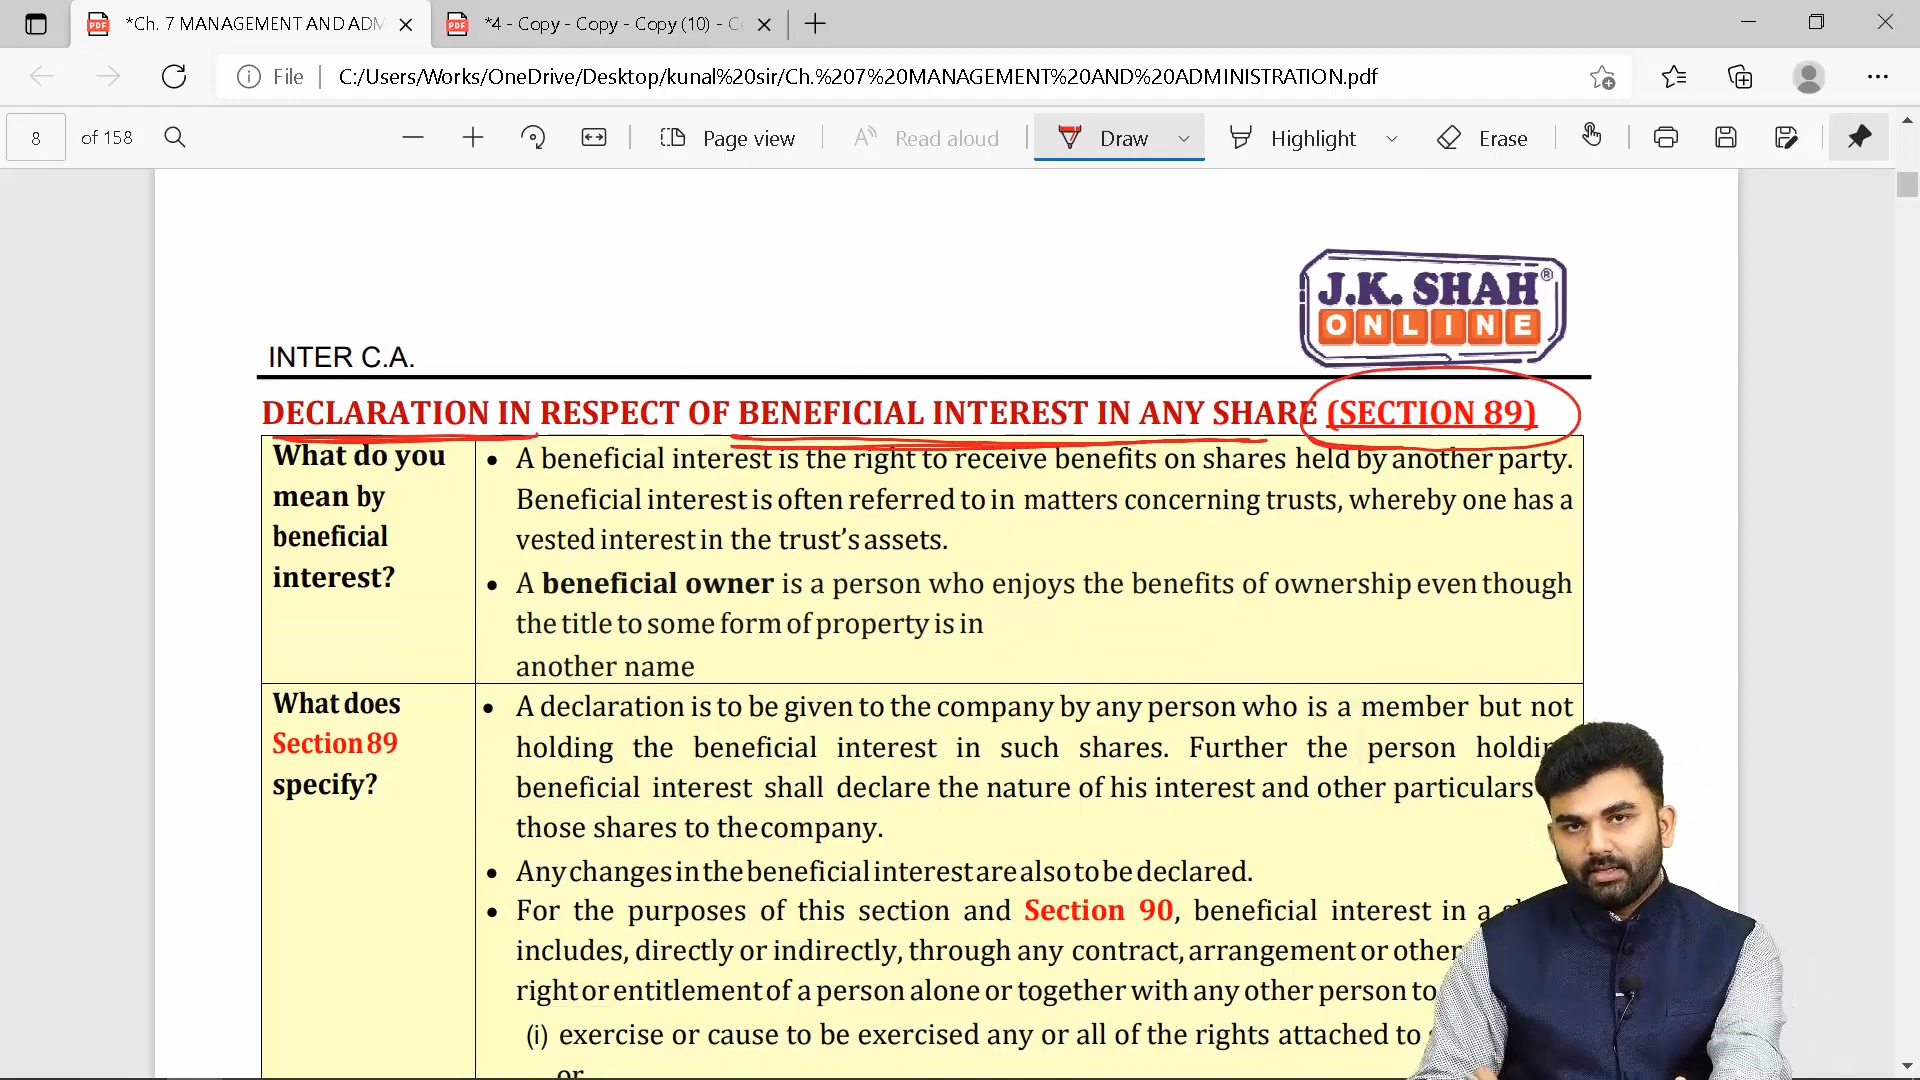 *Ch. 7 MANAGEMENT AND ADM
*4 - Copy - Copy - Copy (10) - Co
File
C:/Users/Works/OneDrive/Desktop/kunal%20sir/Ch.%207%20MANAGEMENT%20AND%20ADMINISTRATION.pdf
8 of 158
Page view
Read aloud
Draw
Highlight
Erase
J.K. SHAH®
ONLINE
INTER C.A.
DECLARATION IN RESPECT OF BENEFICIAL INTEREST IN ANY SHARE (SECTION 89)
What do you mean by beneficial interest?
• A beneficial interest is the right to receive benefits on shares held by another party.
Beneficial interest is often referred to in matters concerning trusts, whereby one has a
vested interest in the trust's assets.
• A beneficial owner is a person who enjoys the benefits of ownership even though
the title to some form of property is in
another name
What does
Section 89
specify?
• A declaration is to be given to the company by any person who is a member but not
holding the beneficial interest in such shares. Further the person holdin
beneficial interest shall declare the nature of his interest and other particulars
those shares to the company.
• Any changes in the beneficial interest are also to be declared.
• For the purposes of this section and Section 90, beneficial interest in a
includes, directly or indirectly, through any contract, arrangement or other
right or entitlement of a person alone or together with any other person to
(i) exercise or cause to be exercised any or all of the rights attached to
or